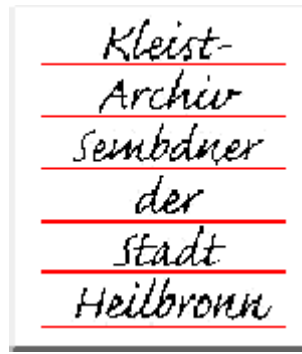 Kleist-
Archiv
Sembdner
der
Stadt
Heilbronn